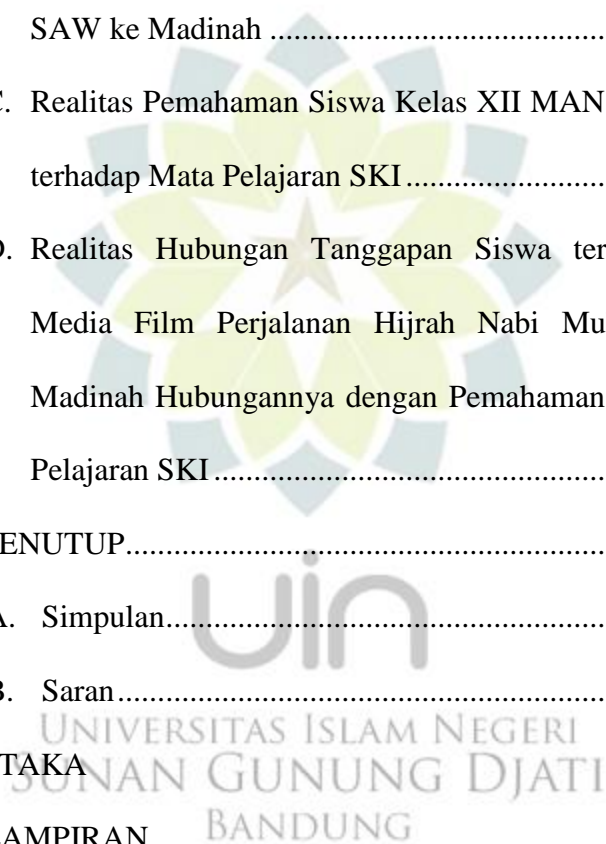 SAW ke Madinah ........................................
C. Realitas Pemahaman Siswa Kelas XII MAN
terhadap Mata Pelajaran SKI ........................
D. Realitas Hubungan Tanggapan Siswa ter
Media Film Perjalanan Hijrah Nabi Mu
Madinah Hubungannya dengan Pemahaman
Pelajaran SKI ................................................
ENUTUP............................................................
A. Simpulan......................................................
uin
B. Saran............................................................
UNIVERSITAS ISLAM NEGERI
TAKA
SUNAN GUNUNG DJATI
BANDUNG
AMPIRAN